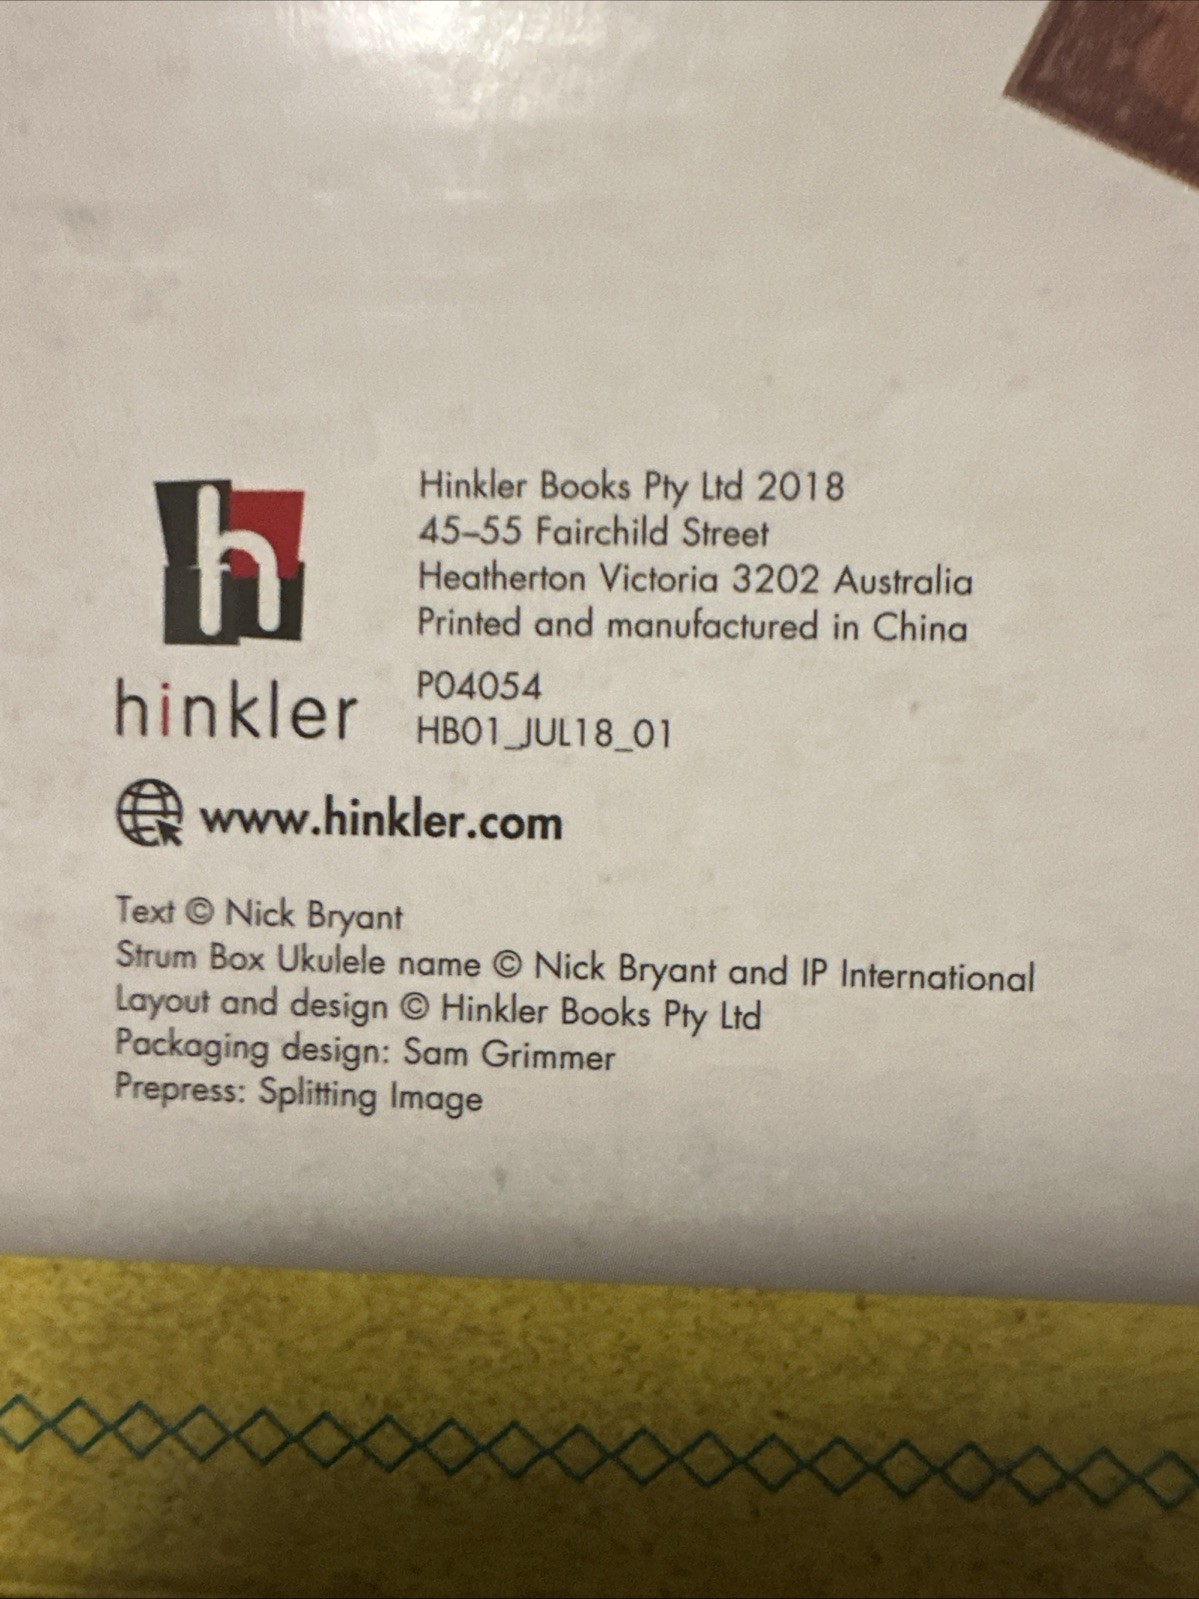 h
hinkler
Hinkler Books Pty Ltd 2018
45–55 Fairchild Street
Heatherton Victoria 3202 Australia
Printed and manufactured in China
P04054
HB01_JUL18_01
www.hinkler.com
Text © Nick Bryant
Strum Box Ukulele name © Nick Bryant and IP International
Layout and design © Hinkler Books Pty Ltd
Packaging design: Sam Grimmer
Prepress: Splitting Image